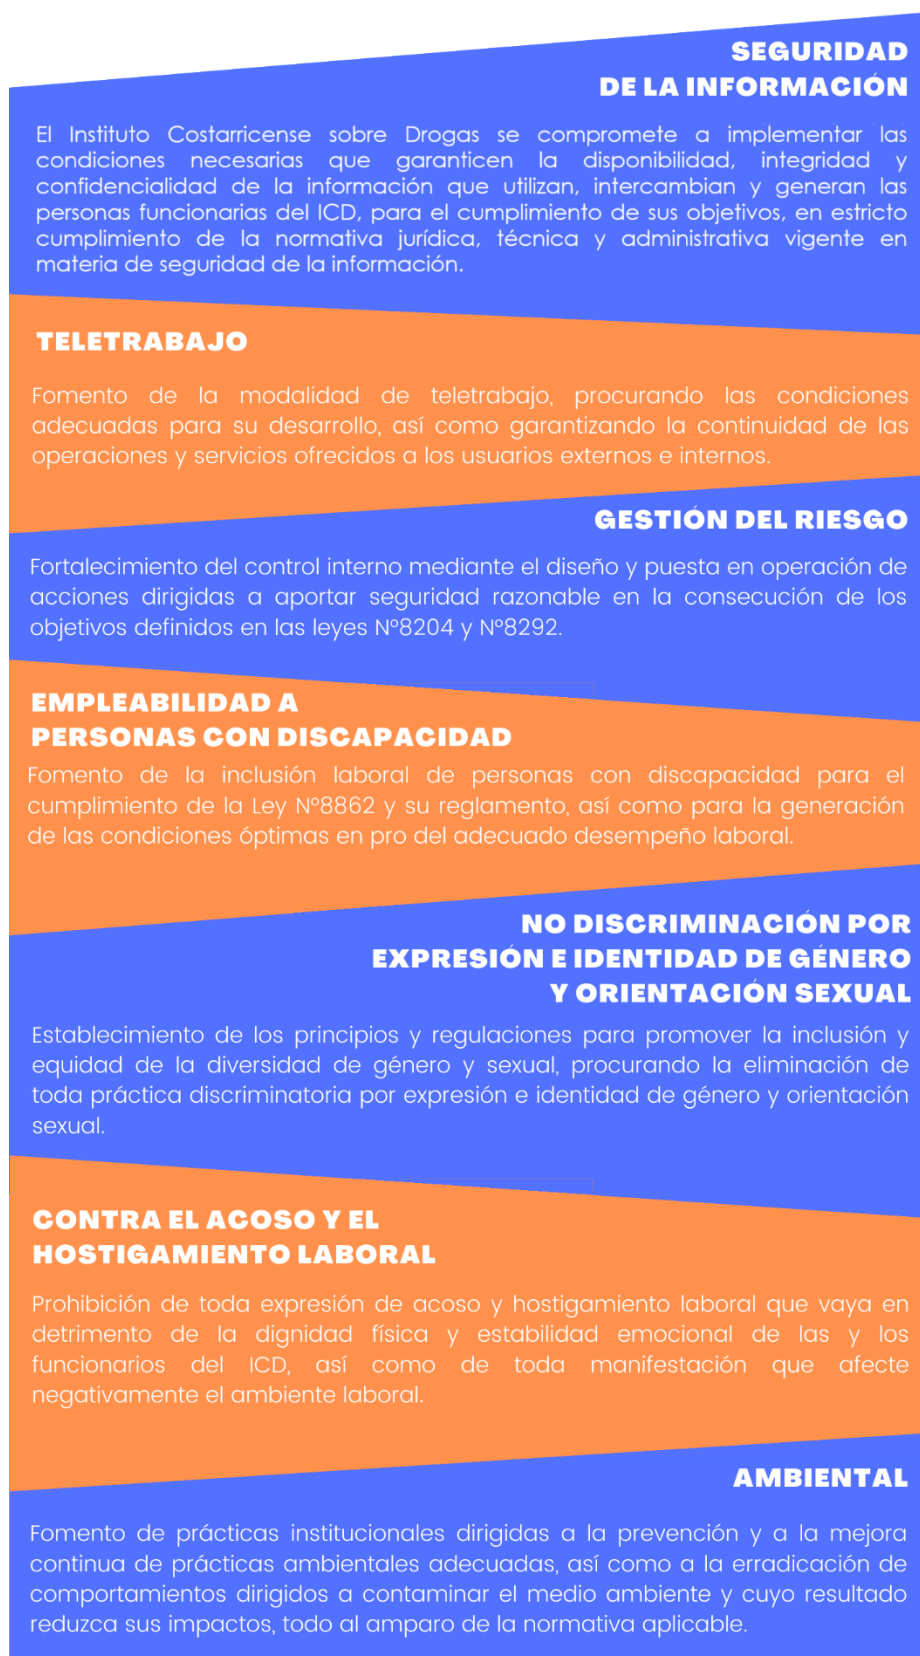 SEGURIDAD
DE LA INFORMACIÓN
El Instituto Costarricense sobre Drogas se compromete a implementar las
condiciones necesarias que garanticen la disponibilidad, integridad y
confidencialidad de la información que utilizan, intercambian y generan las
personas funcionarias del ICD, para el cumplimiento de sus objetivos, en estricto
cumplimiento de la normativa jurídica, técnica y administrativa vigente en
materia de seguridad de la información.
TELETRABAJO
Fomento de la modalidad de teletrabajo, procurando las condiciones
adecuadas para su desarrollo, así como garantizando la continuidad de las
operaciones y servicios ofrecidos a los usuarios externos e internos.
GESTIÓN DEL RIESGO
Fortalecimiento del control interno mediante el diseño y puesta en operación de
acciones dirigidas a aportar seguridad razonable en la consecución de los
objetivos definidos en las leyes Nº8204 y Nº8292.
EMPLEABILIDAD A
PERSONAS CON DISCAPACIDAD
Fomento de la inclusión laboral de personas con discapacidad para el
cumplimiento de la Ley Nº8862 y su reglamento, así como para la generación
de las condiciones óptimas en pro del adecuado desempeño laboral.
NO DISCRIMINACIÓN POR
EXPRESIÓN E IDENTIDAD DE GÉNERO
Y ORIENTACIÓN SEXUAL
Establecimiento de los principios y regulaciones para promover la inclusión y
equidad de la diversidad de género y sexual, procurando la eliminación de
toda práctica discriminatoria por expresión e identidad de género y orientación
sexual.
CONTRA EL ACOSO Y EL
HOSTIGAMIENTO LABORAL
Prohibición de toda expresión de acoso y hostigamiento laboral que vaya en
detrimento de la dignidad física y estabilidad emocional de las y los
funcionarios del ICD, así como de toda manifestación que afecte
negativamente el ambiente laboral.
AMBIENTAL
Fomento de prácticas institucionales dirigidas a la prevención y a la mejora
continua de prácticas ambientales adecuadas, así como a la erradicación de
comportamientos dirigidos a contaminar el medio ambiente y cuyo resultado
reduzca sus impactos, todo al amparo de la normativa aplicable.